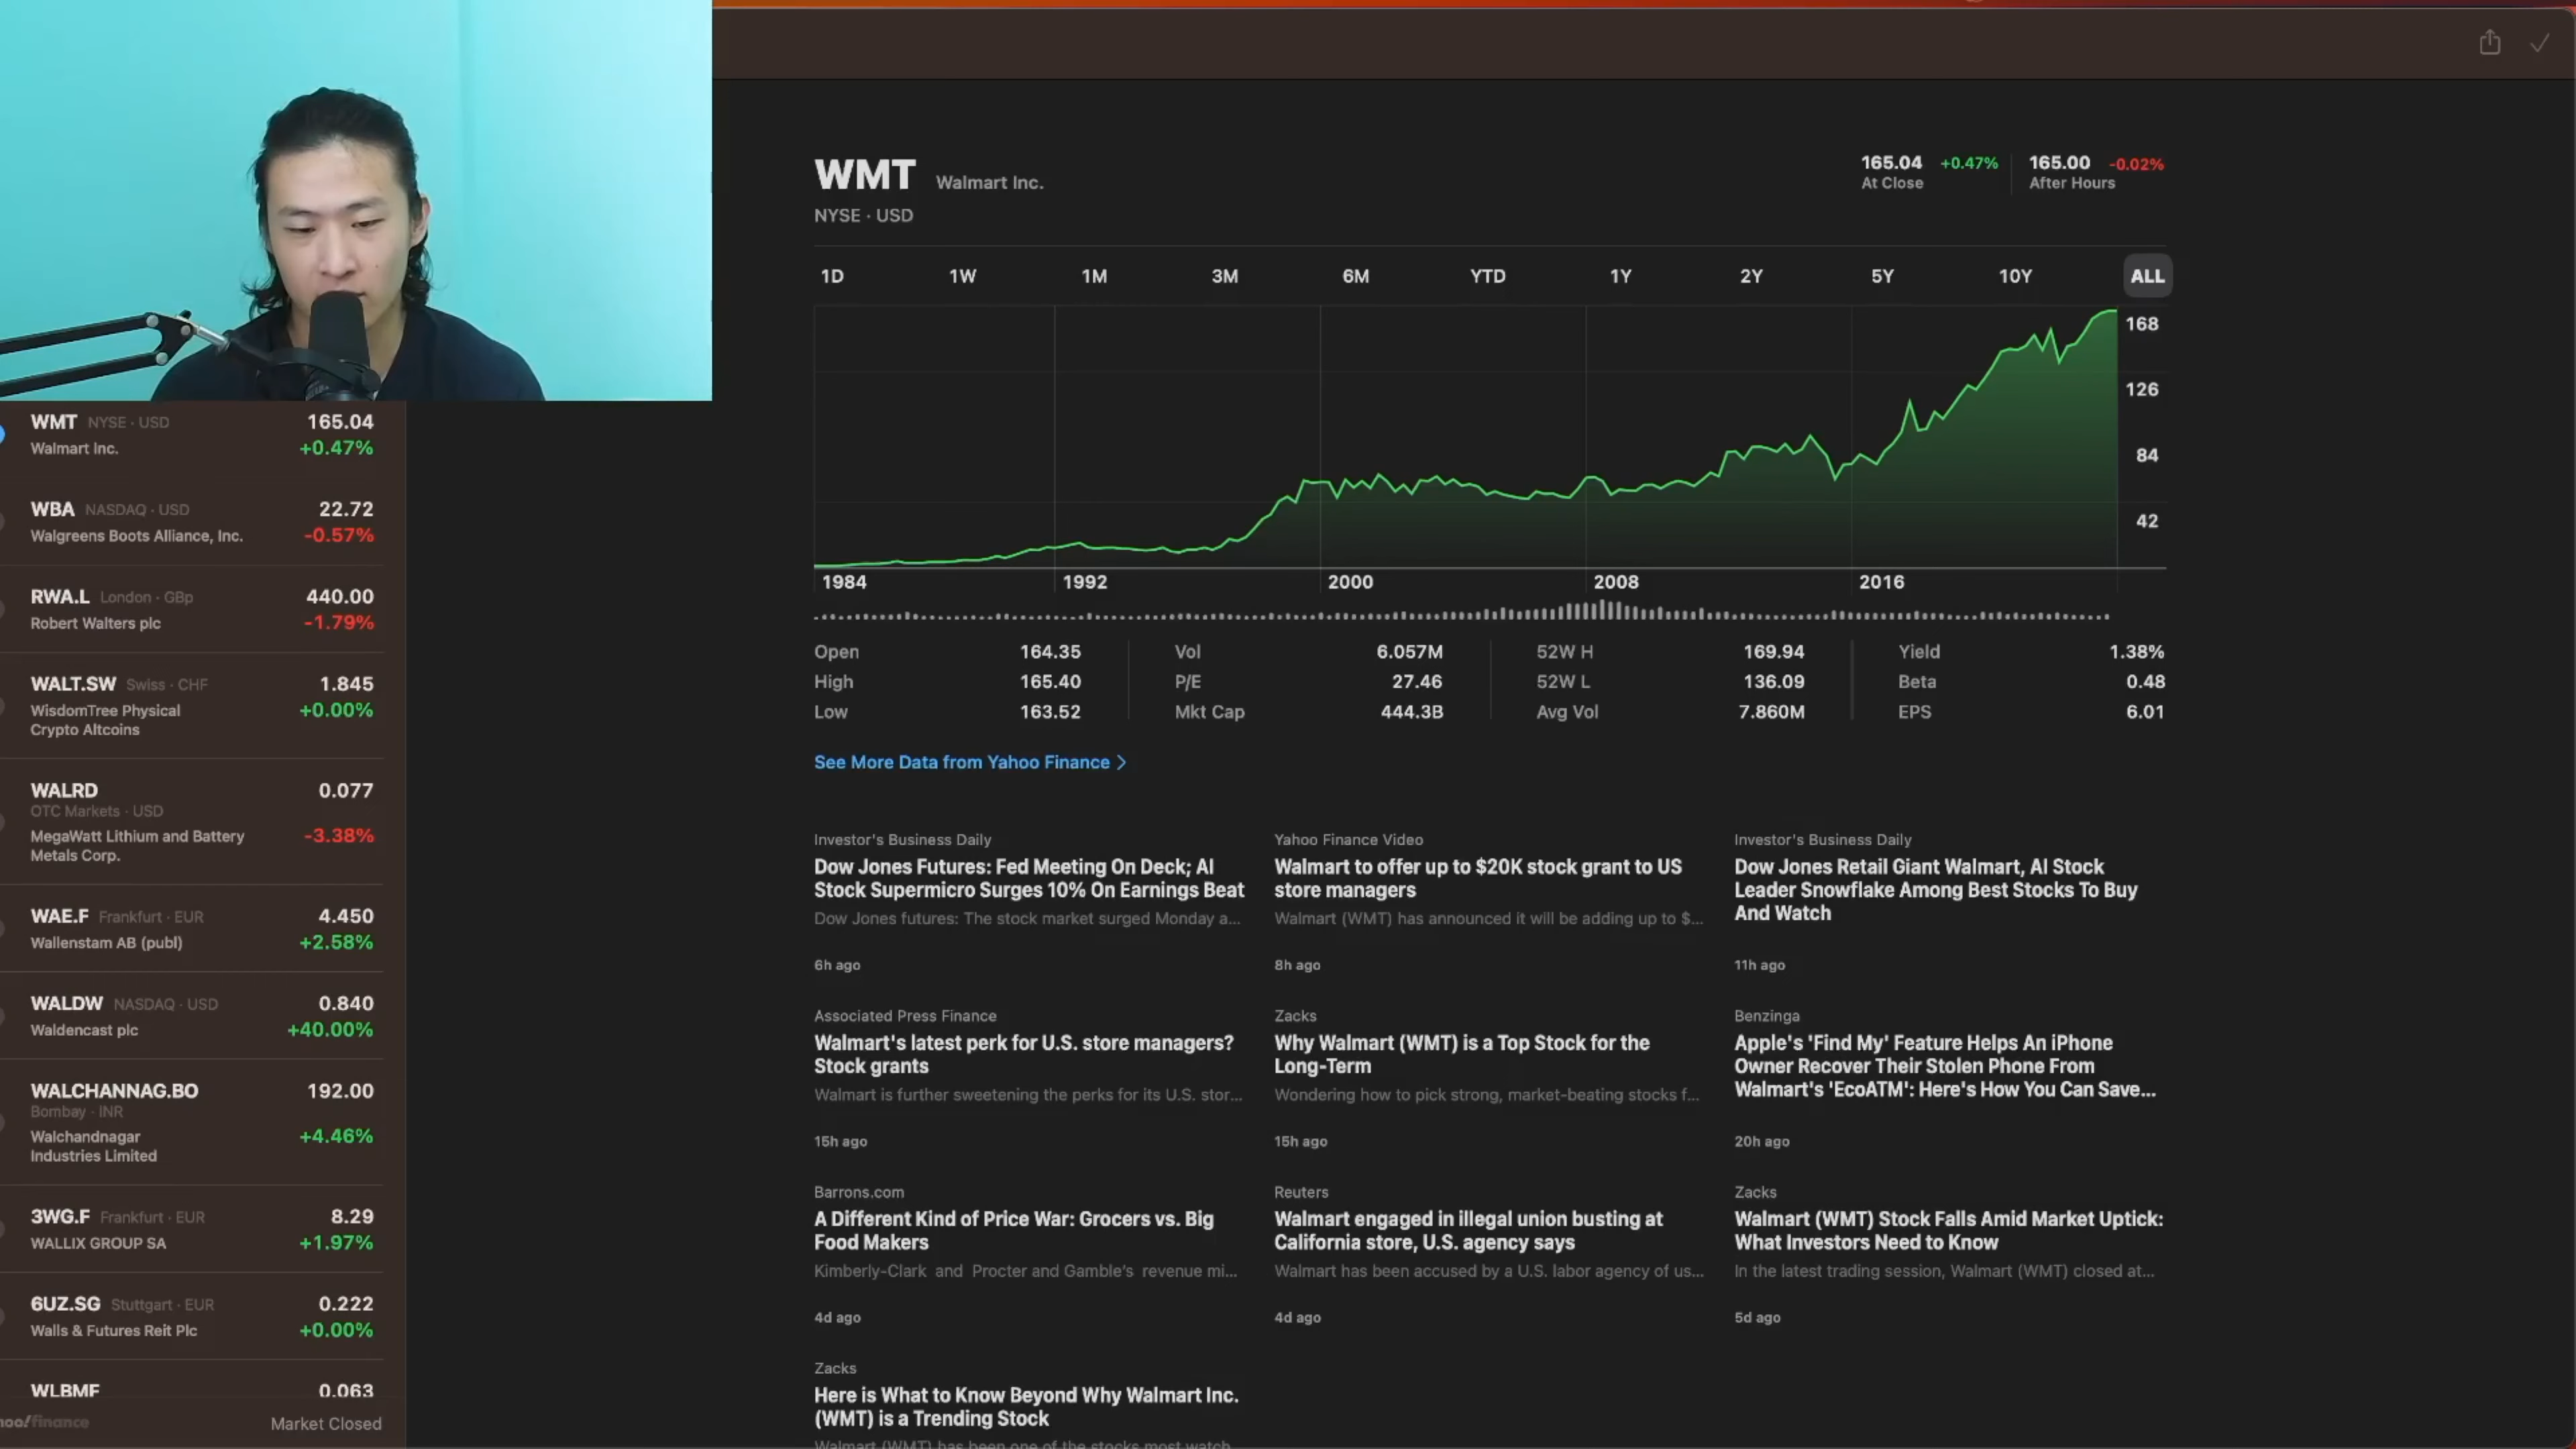 WMT Walmart Inc.
NYSE · USD
165.04 +0.47% 165.00 -0.02%
At Close After Hours
1D 1W 1M 3M 6M YTD 1Y 2Y 5Y 10Y ALL
168
126
84
42
1984 1992 2000 2008 2016
Open 164.35 Vol 6.057M 52W H 169.94 Yield 1.38%
High 165.40 P/E 27.46 52W L 136.09 Beta 0.48
Low 163.52 Mkt Cap 444.3B Avg Vol 7.860M EPS 6.01
See More Data from Yahoo Finance >
Investor's Business Daily
Dow Jones Futures: Fed Meeting On Deck; AI
Stock Supermicro Surges 10% On Earnings Beat
Dow Jones futures: The stock market surged Monday a...
6h ago
Yahoo Finance Video
Walmart to offer up to $20K stock grant to US
store managers
Walmart (WMT) has announced it will be adding up to $...
8h ago
Investor's Business Daily
Dow Jones Retail Giant Walmart, AI Stock
Leader Snowflake Among Best Stocks To Buy
And Watch
11h ago
Associated Press Finance
Walmart's latest perk for U.S. store managers?
Stock grants
Walmart is further sweetening the perks for its U.S. stor...
15h ago
Zacks
Why Walmart (WMT) is a Top Stock for the
Long-Term
Wondering how to pick strong, market-beating stocks f...
15h ago
Benzinga
Apple's 'Find My' Feature Helps An iPhone
Owner Recover Their Stolen Phone From
Walmart's 'EcoATM': Here's How You Can Save...
20h ago
Barrons.com
A Different Kind of Price War: Grocers vs. Big
Food Makers
Kimberly-Clark and Procter and Gamble's revenue mi...
4d ago
Reuters
Walmart engaged in illegal union busting at
California store, U.S. agency says
Walmart has been accused by a U.S. labor agency of us...
4d ago
Zacks
Walmart (WMT) Stock Falls Amid Market Uptick:
What Investors Need to Know
In the latest trading session, Walmart (WMT) closed at...
5d ago
Zacks
Here is What to Know Beyond Why Walmart Inc.
(WMT) is a Trending Stock
Walmart (WMT) has been one of the stocks most watch
WMT NYSE · USD 165.04
Walmart Inc. +0.47%
WBA NASDAQ · USD 22.72
Walgreens Boots Alliance, Inc. -0.57%
RWA.L London · GBp 440.00
Robert Walters plc -1.79%
WALT.SW Swiss · CHF 1.845
WisdomTree Physical +0.00%
Crypto Altcoins
WALRD 0.077
OTC Markets · USD
MegaWatt Lithium and Battery -3.38%
Metals Corp.
WAE.F Frankfurt · EUR 4.450
Wallenstam AB (publ) +2.58%
WALDW NASDAQ · USD 0.840
Waldencast plc +40.00%
WALCHANNAG.BO 192.00
Bombay · INR
Walchandnagar +4.46%
Industries Limited
3WG.F Frankfurt · EUR 8.29
WALLIX GROUP SA +1.97%
6UZ.SG Stuttgart · EUR 0.222
Walls & Futures Reit Plc +0.00%
WLBMF 0.063
hoo!finance Market Closed